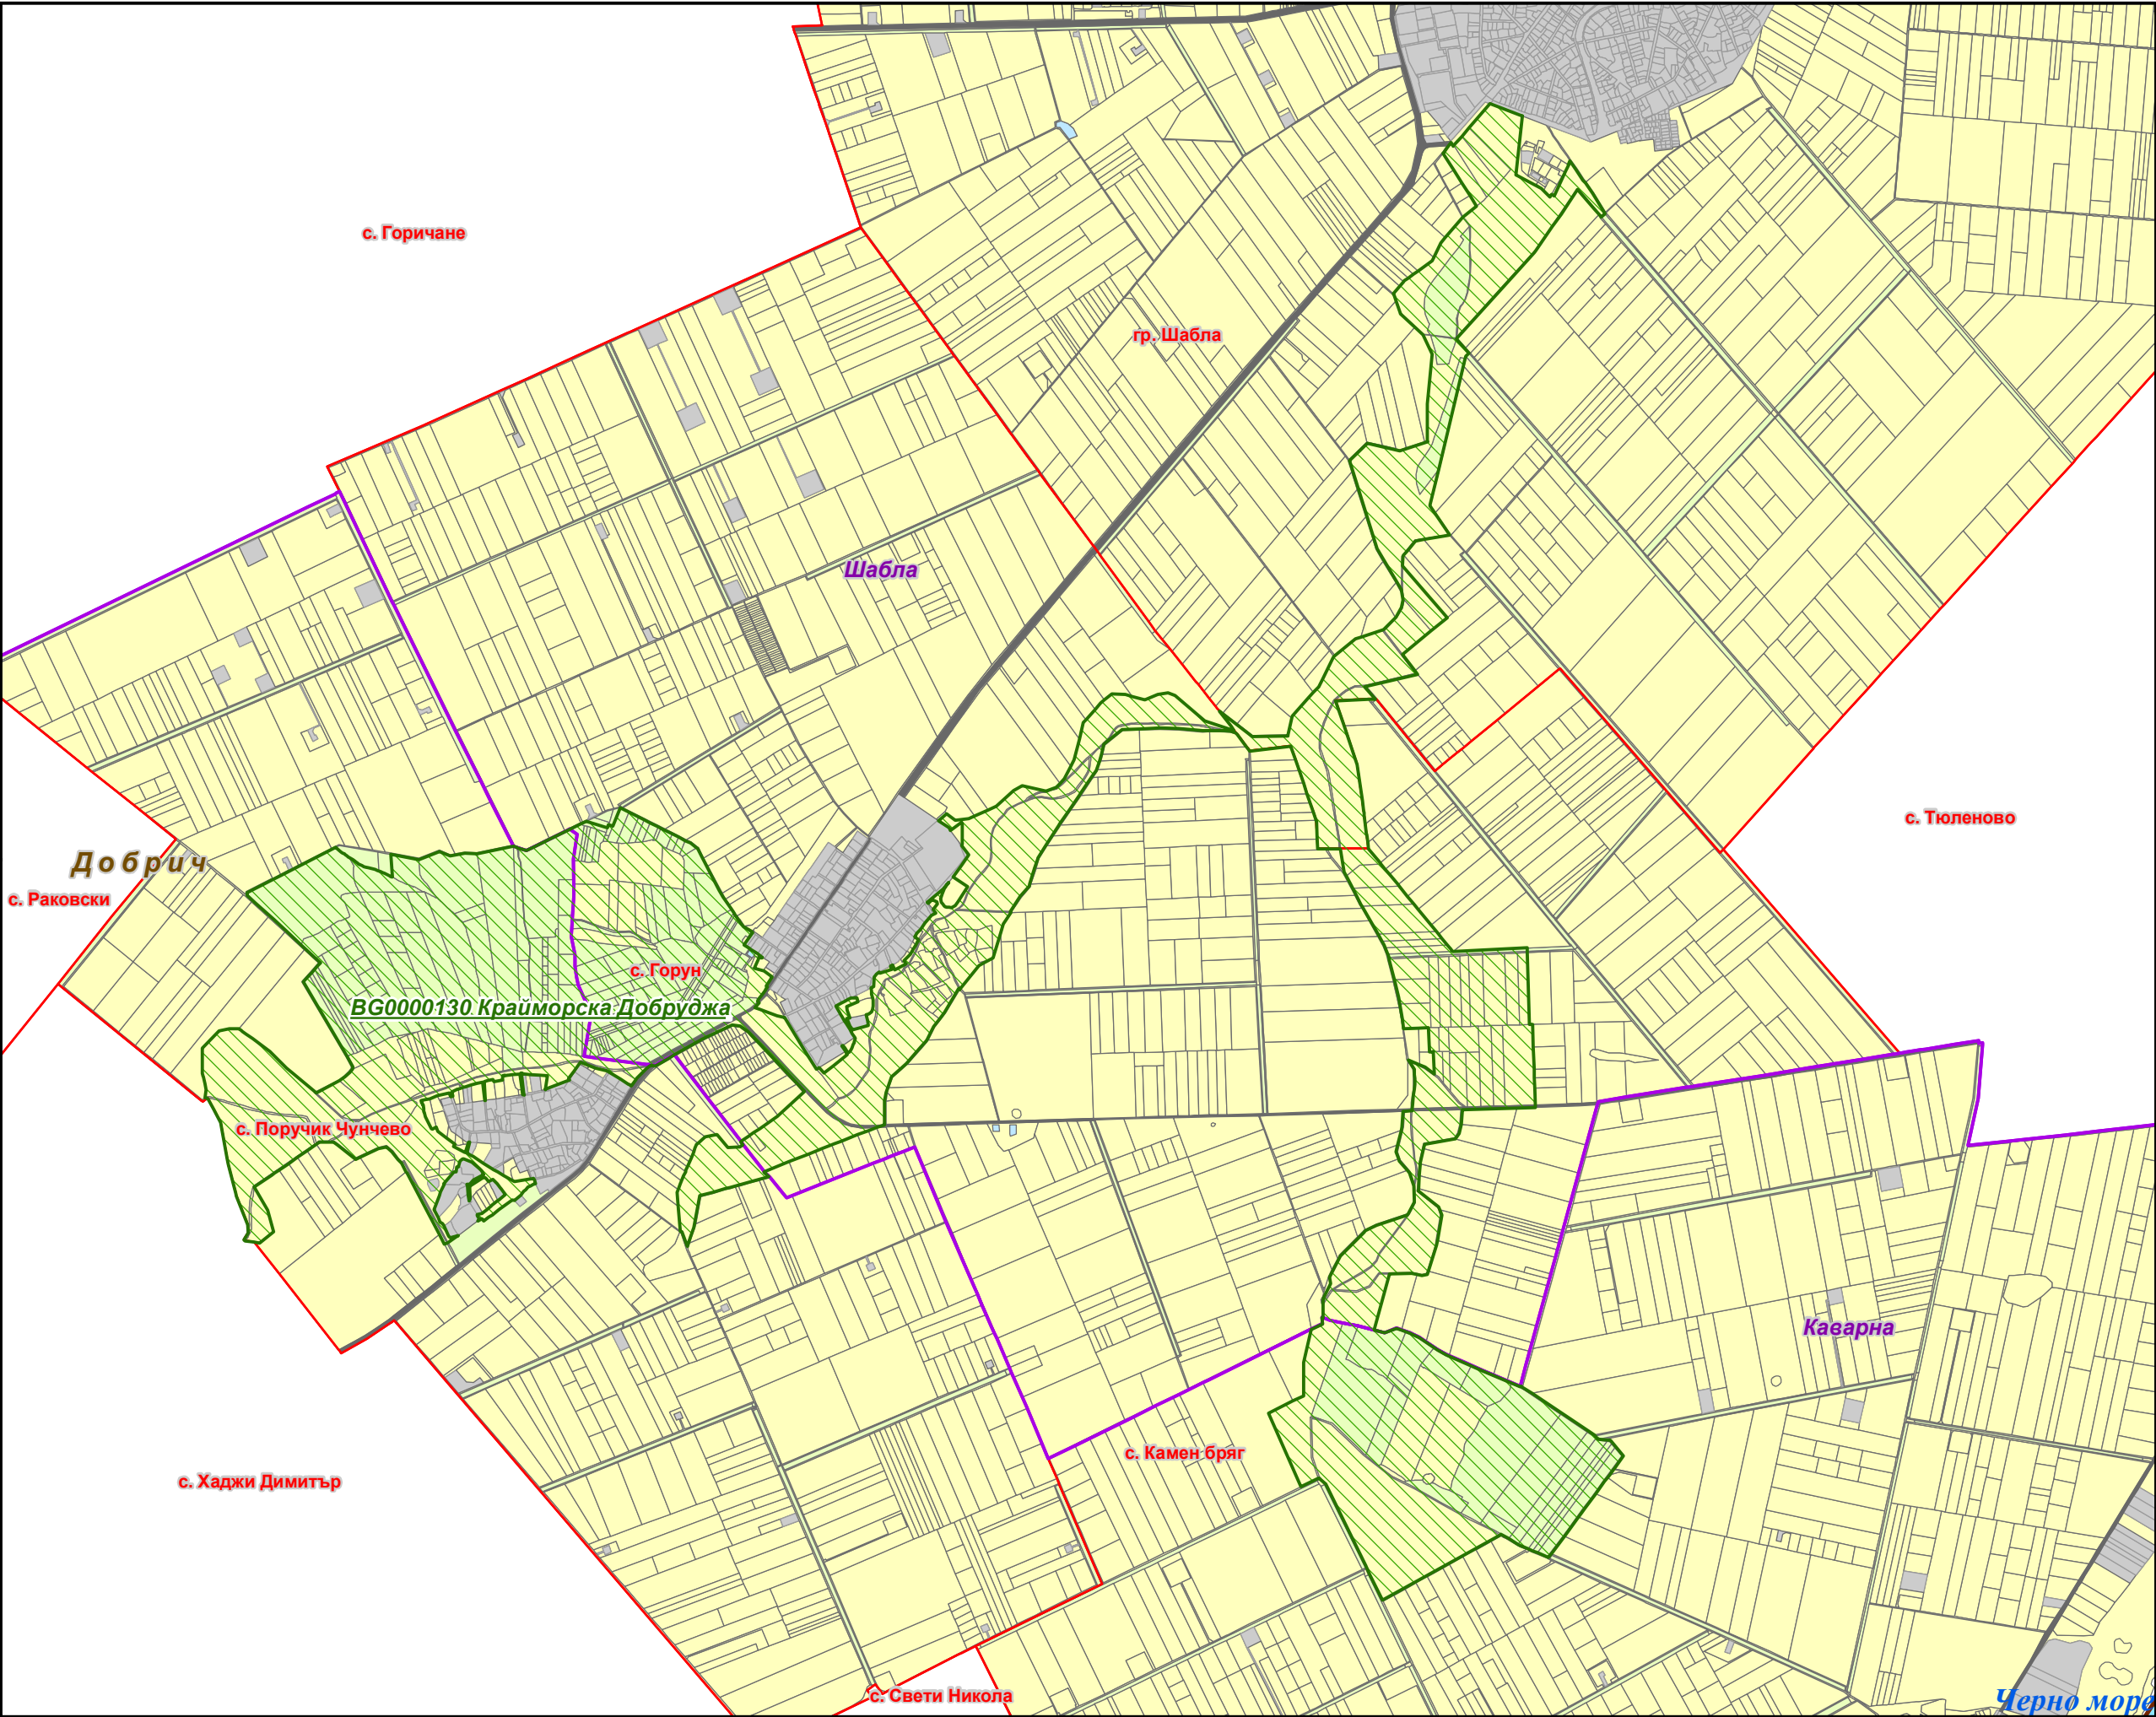 с. Горичане
гр. Шабла
Шабла
с. Тюленово
Добрич
с. Раковски
с. Горун
BG0000130 Крайморска Добруджа
с. Поручик Чунчево
Каварна
с. Камен бряг
с. Хаджи Димитър
с. Свети Никола
Черно море